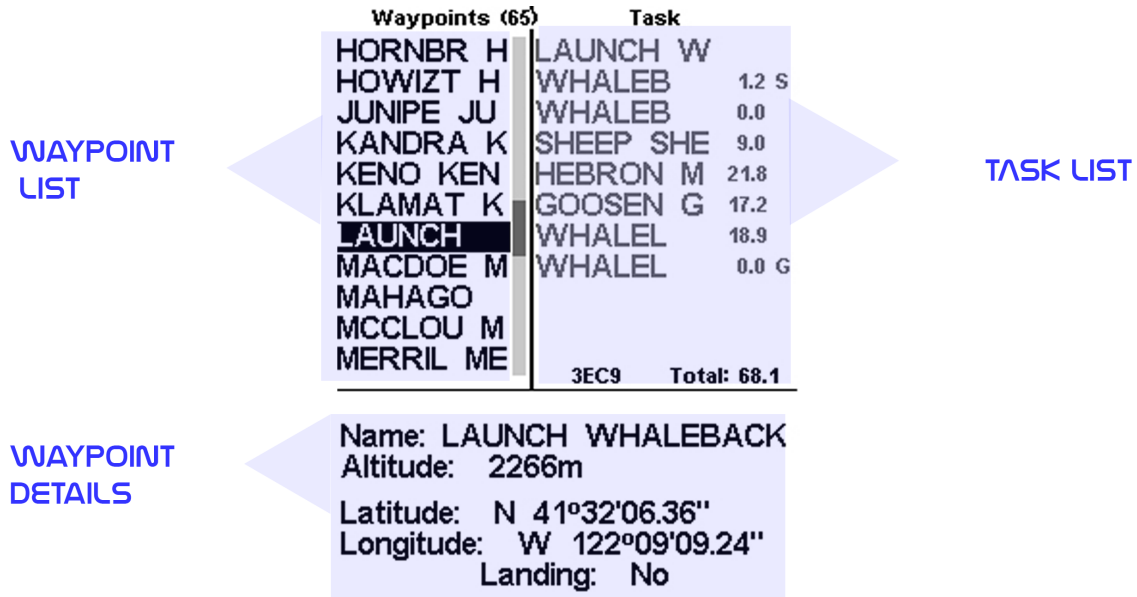 Waypoints (65)
Task
HORNBR H
HOWIZT H
JUNIPE JU
KANDRA K
KENO KEN
KLAMAT K
LAUNCH
MACDOE M
MAHAGO
MCCLOU M
MERRIL ME
LAUNCH W
WHALEB 1.2 S
WHALEB 0.0
SHEEP SHE 9.0
HEBRON M 21.8
GOOSEN G 17.2
WHALEL 18.9
WHALEL 0.0 G
3EC9 Total: 68.1
WAYPOINT
LIST
TASK LIST
WAYPOINT
DETAILS
Name: LAUNCH WHALEBACK
Altitude: 2266m
Latitude: N 41º32'06.36"
Longitude: W 122º09'09.24"
Landing: No